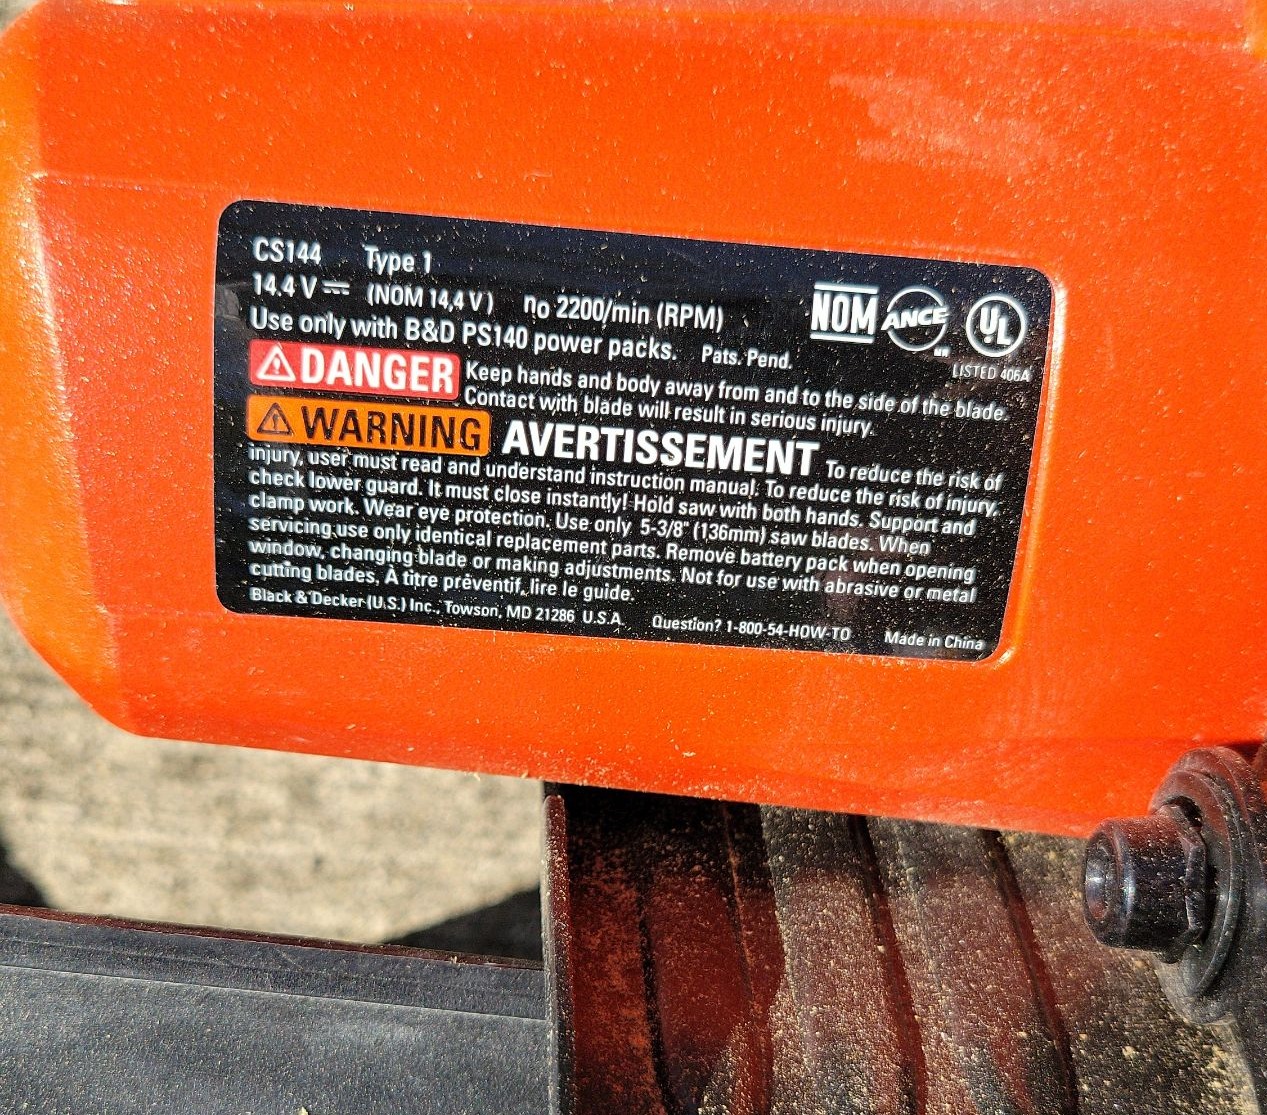 CS144 Type 1
14.4 V ⎓ (NOM 14,4 V) no 2200/min (RPM)
Use only with B&D PS140 power packs. Pats. Pend.
NOM ANCE UL
LISTED 406A
DANGER Keep hands and body away from and to the side of the blade.
Contact with blade will result in serious injury.
WARNING AVERTISSEMENT To reduce the risk of
injury, user must read and understand instruction manual. To reduce the risk of injury,
check lower guard. It must close instantly! Hold saw with both hands. Support and
clamp work. Wear eye protection. Use only 5-3/8" (136mm) saw blades. When
servicing use only identical replacement parts. Remove battery pack when opening
window, changing blade or making adjustments. Not for use with abrasive or metal
cutting blades. À titre préventif, lire le guide.
Black & Decker (U.S.) Inc., Towson, MD 21286 U.S.A. Question? 1-800-54-HOW-TO Made in China